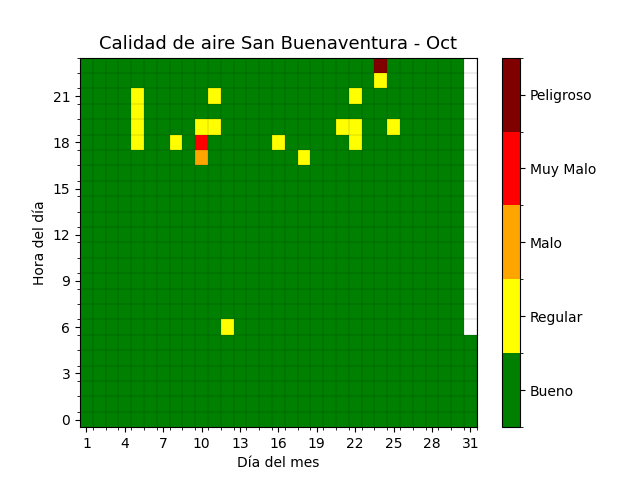 Calidad de aire San Buenaventura - Oct
Hora del día
21
18
15
12
9
6
3
0
1 4 7 10 13 16 19 22 25 28 31
Día del mes
Peligroso
Muy Malo
Malo
Regular
Bueno